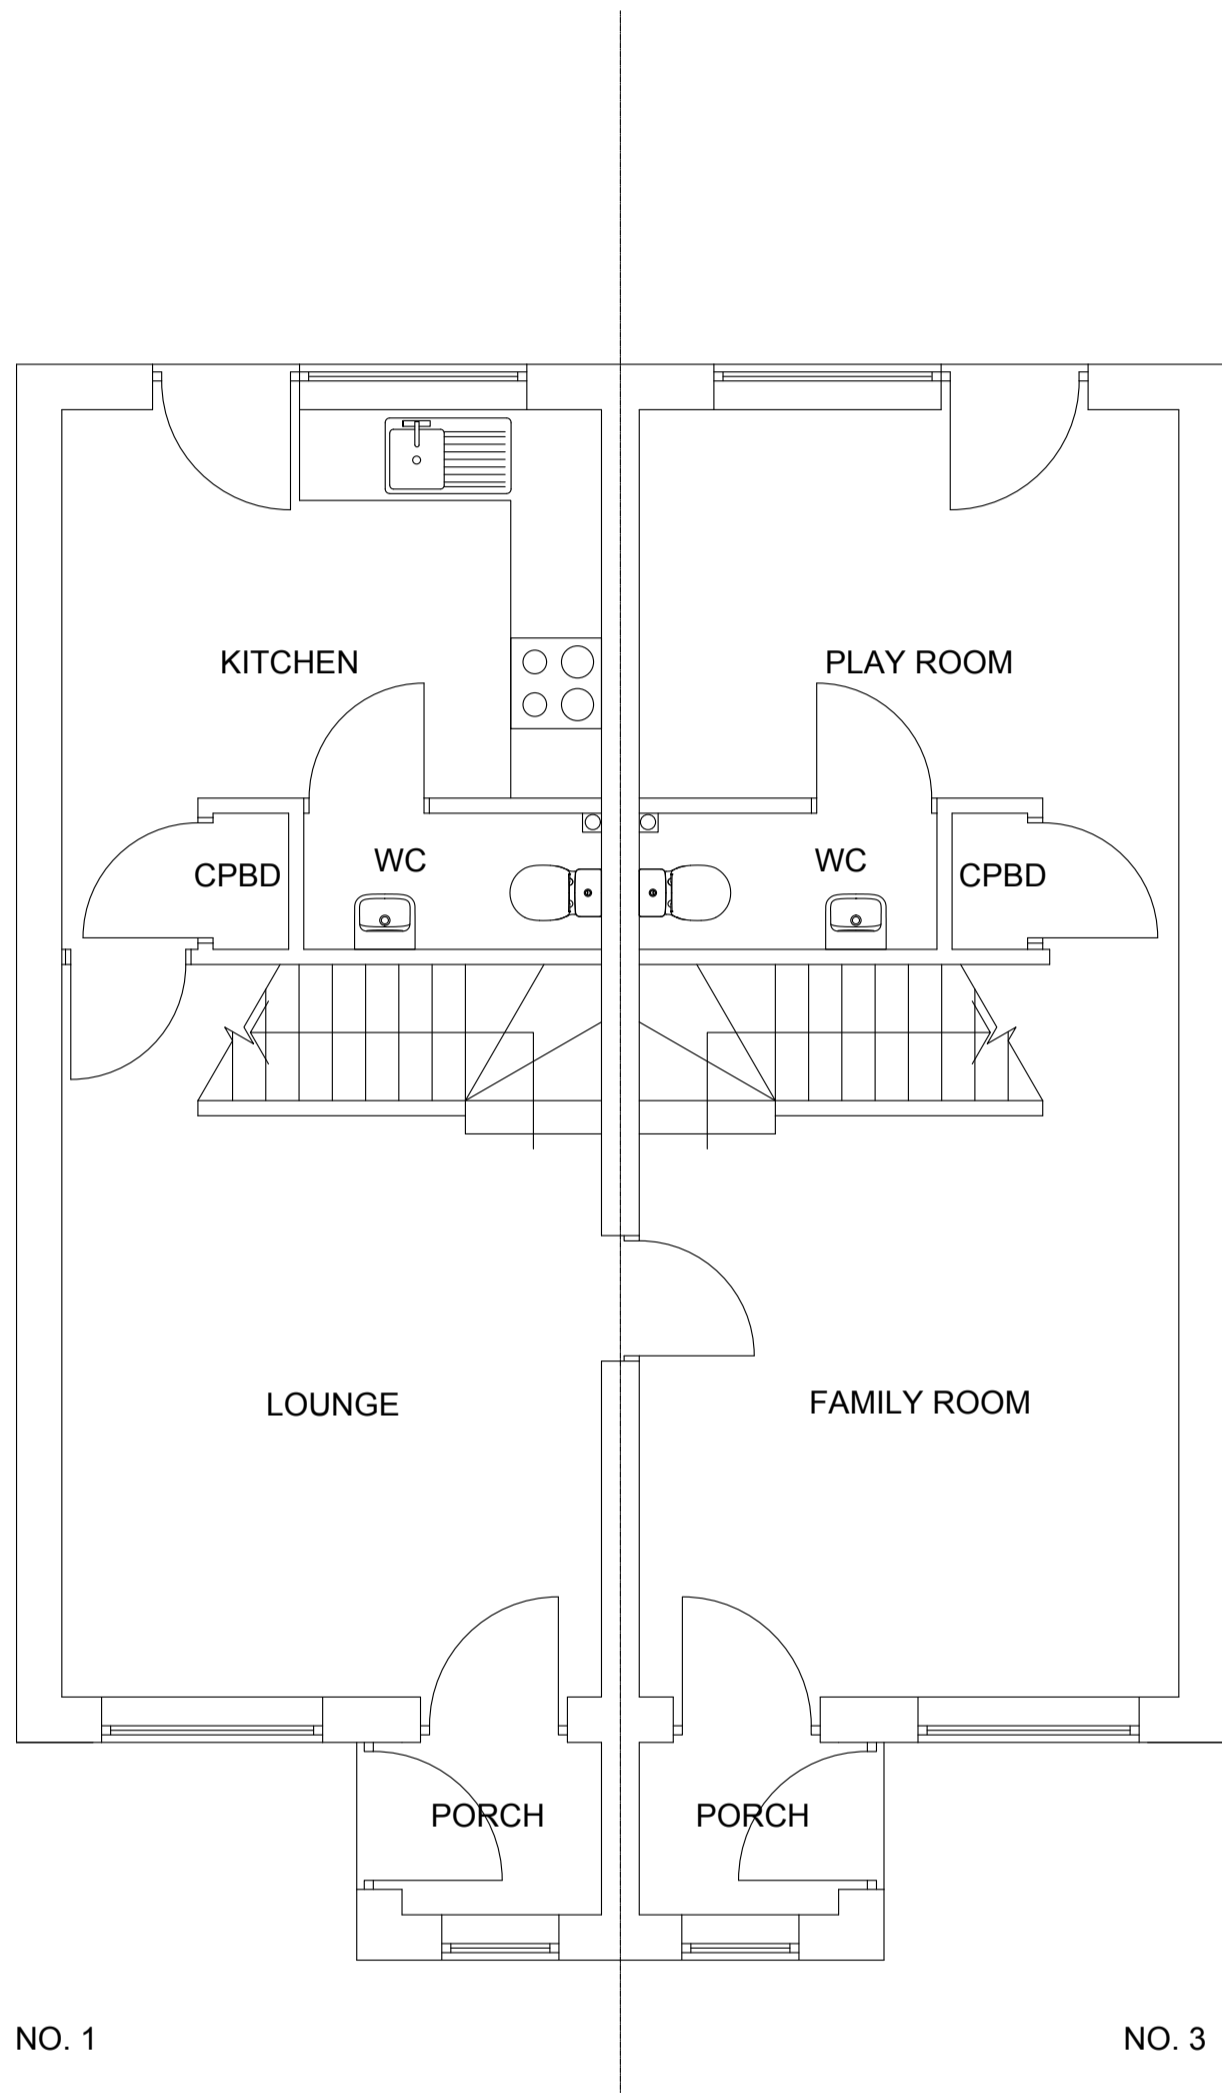 KITCHEN
PLAY ROOM
WC
WC
CPBD
CPBD
LOUNGE
FAMILY ROOM
PORCH
PORCH
NO. 1
NO. 3